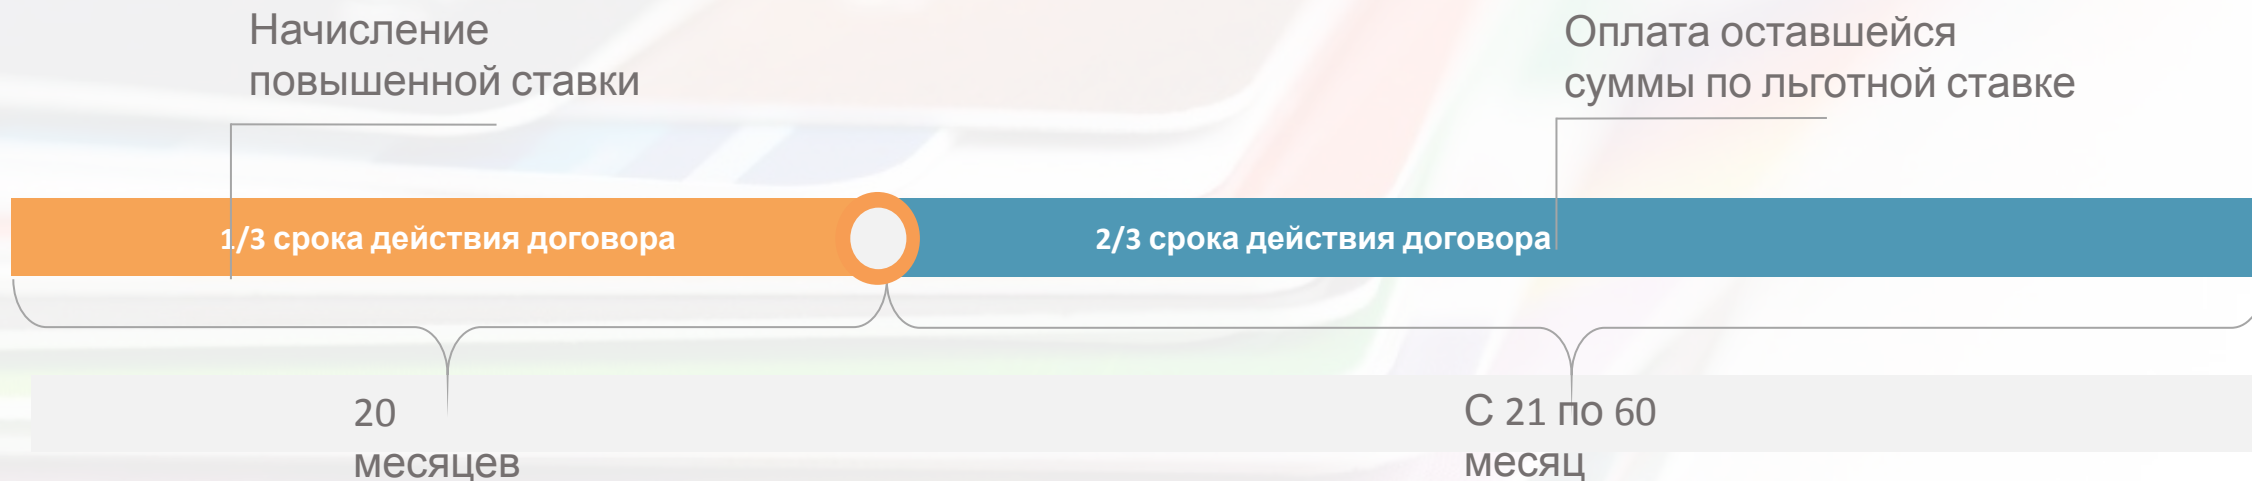 Начисление
повышенной ставки
Оплата оставшейся
суммы по льготной ставке
1/3 срока действия договора
2/3 срока действия договора
20
месяцев
С 21 по 60
месяц